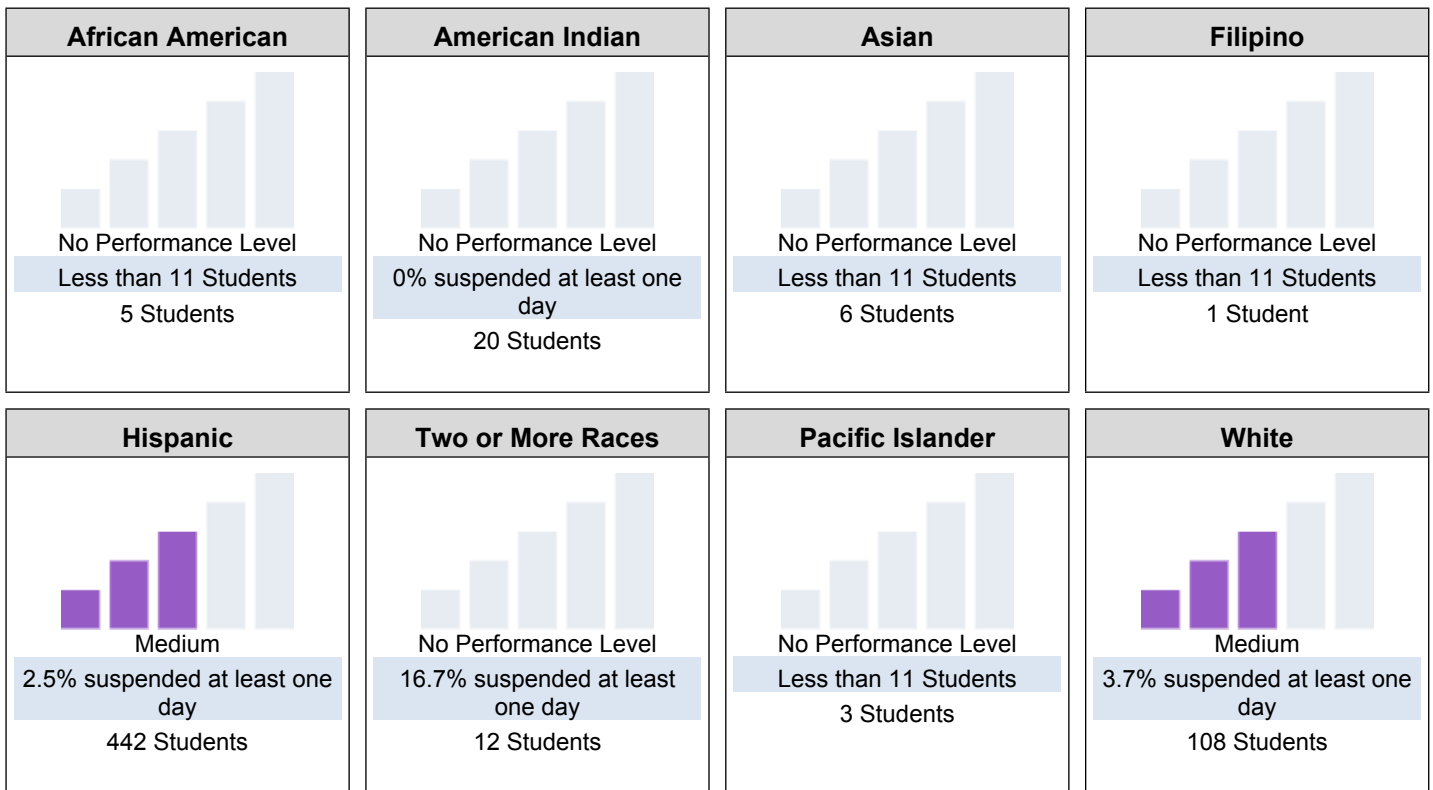 African American
No Performance Level
Less than 11 Students
5 Students
American Indian
No Performance Level
0% suspended at least one
day
20 Students
Asian
No Performance Level
Less than 11 Students
6 Students
Filipino
No Performance Level
Less than 11 Students
1 Student
Hispanic
Medium
2.5% suspended at least one
day
442 Students
Two or More Races
No Performance Level
16.7% suspended at least
one day
12 Students
Pacific Islander
No Performance Level
Less than 11 Students
3 Students
White
Medium
3.7% suspended at least one
day
108 Students